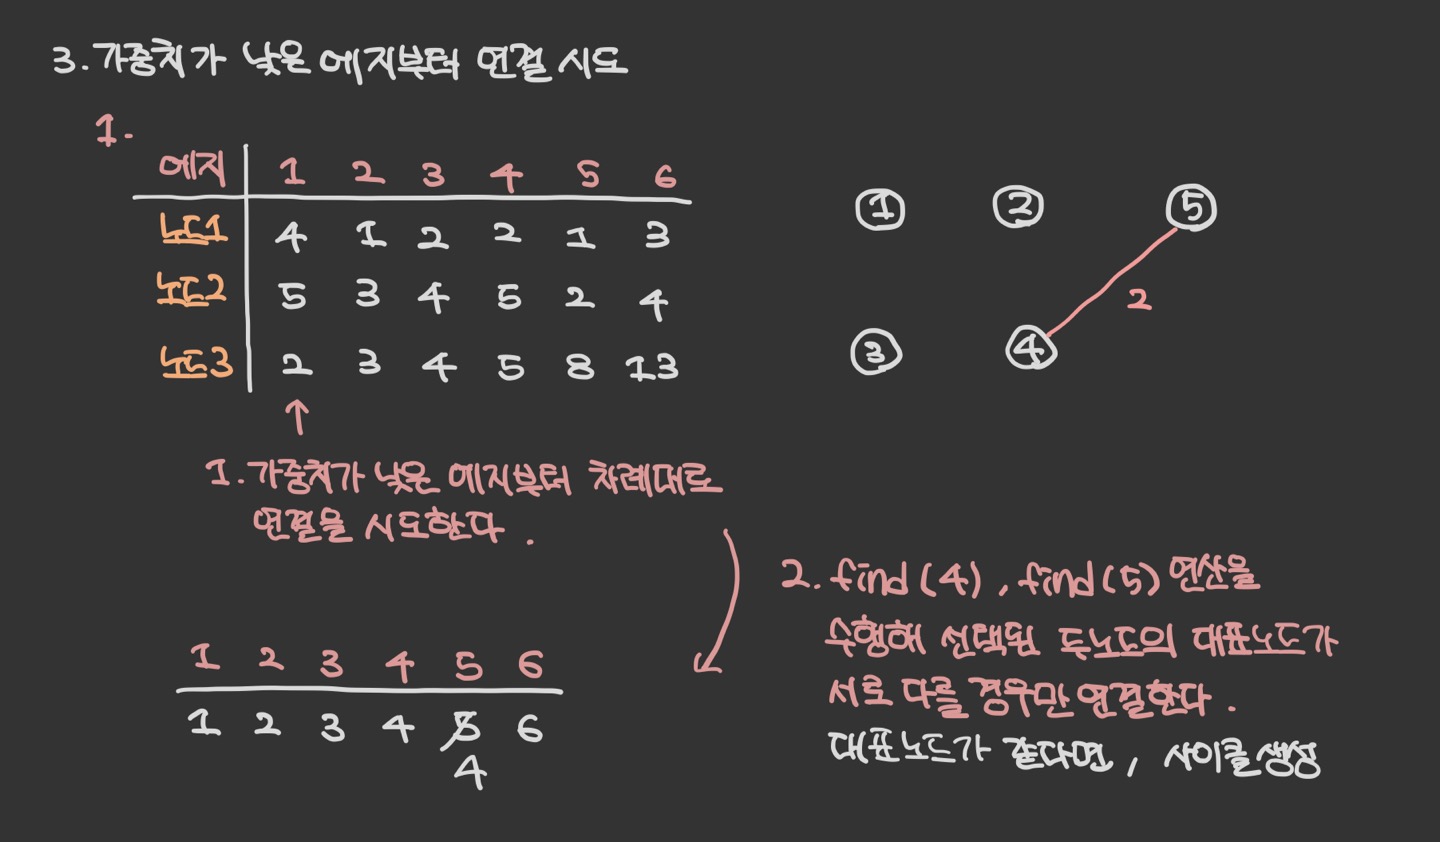 3. 가중치가 낮은 에지부터 연결 시도
1.
에지 1 2 3 4 5 6
노드1 4 1 2 2 1 3
노드2 5 3 4 5 2 4
노드3 2 3 4 5 8 13
↑
1. 가중치가 낮은 에지부터 차례대로
연결을 시도한다.
1 2 3 4 5 6
1 2 3 4 5 6
4
1 2 5
2
3 4
2. find(4), find(5) 연산을
수행해 선택된 두노드의 대표노드가
서로 다를 경우만 연결한다.
대표노드가 같다면, 사이클생성